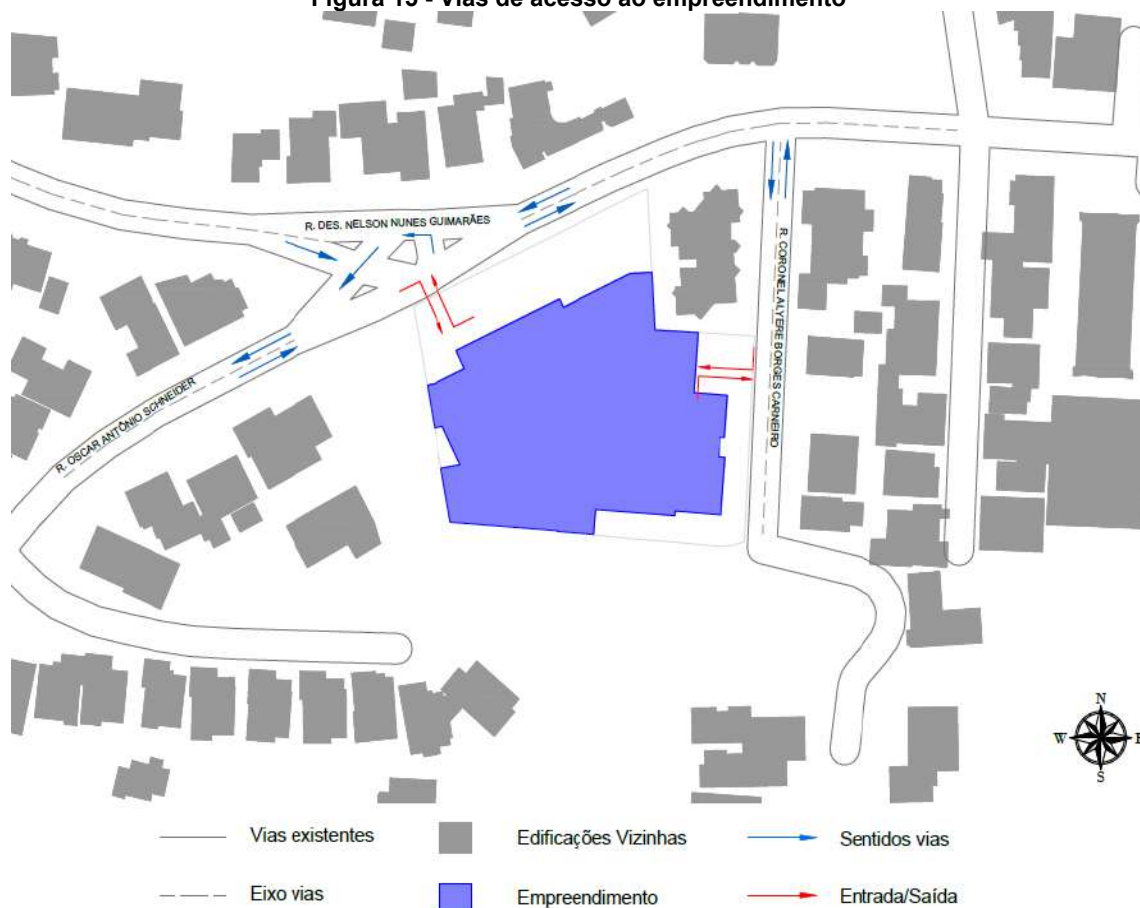 Figura 15 - Vias de acesso ao empreendimento
R. DES. NELSON NUNES GUIMARÃES
R. CORONEL ALYERE BORGES CARNEIRO
R. OSCAR ANTÔNIO SCHNEIDER
N
W E
S
Vias existentes
Edificações Vizinhas
Sentidos vias
Eixo vias
Empreendimento
Entrada/Saída